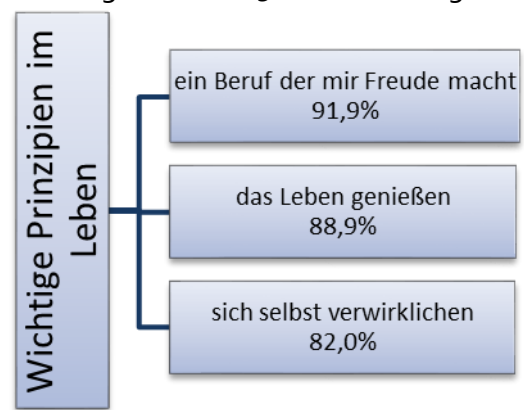 Wichtige Prinzipien im
Leben
ein Beruf der mir Freude macht
91,9%
das Leben genießen
88,9%
sich selbst verwirklichen
82,0%